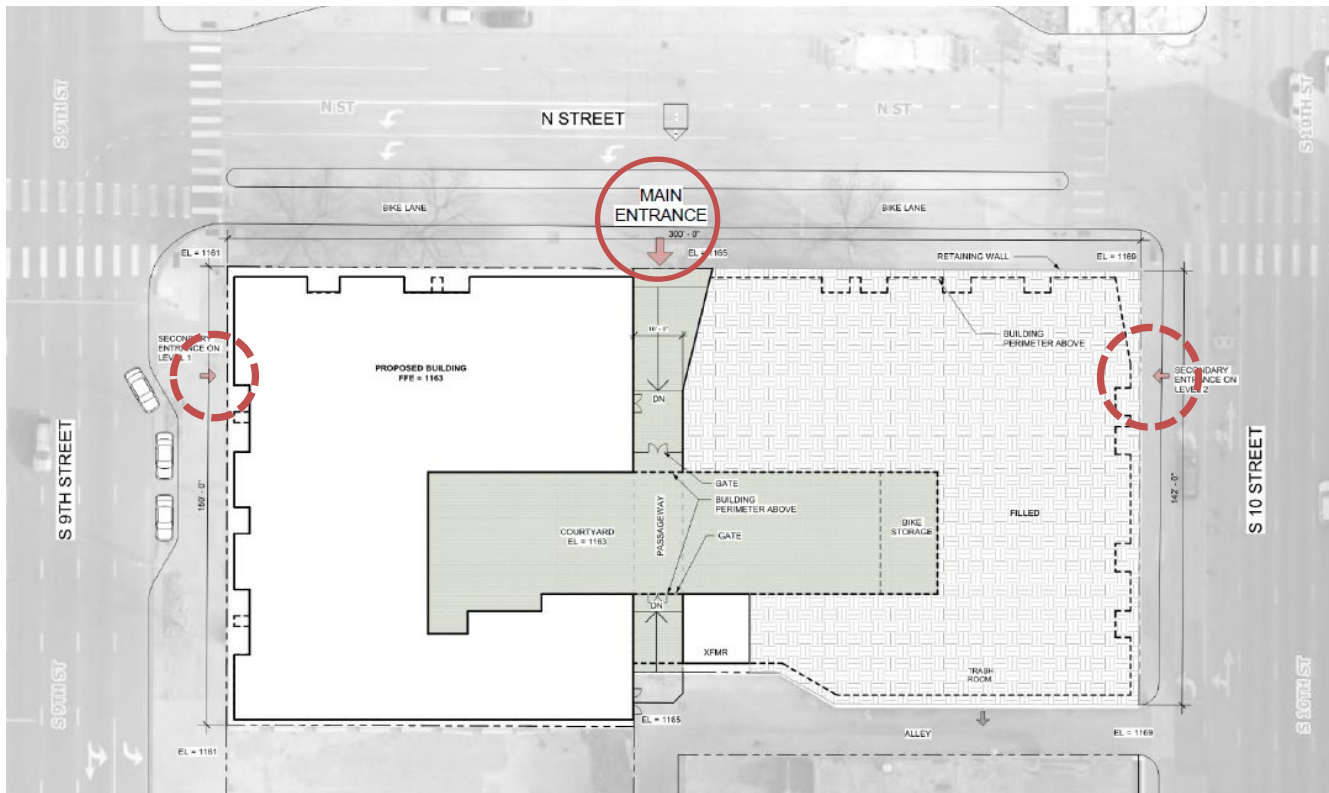 S 9TH ST
N ST
N STREET
N ST
S 10TH ST
MAIN
ENTRANCE
BIKE LANE
BIKE LANE
300' - 0"
EL = 1161
EL = 1165
RETAINING WALL
EL = 1169
SECONDARY
ENTRANCE ON
LEVEL 1
16' - 0"
BUILDING
PERIMETER ABOVE
PROPOSED BUILDING
FFE = 1163
SECONDARY
ENTRANCE ON
LEVEL 2
DN
S 9TH STREET
150' - 0"
GATE
BUILDING
PERIMETER ABOVE
PASSAGEWAY
COURTYARD
EL = 1163
GATE
BIKE
STORAGE
FILLED
142' - 0"
S 10 STREET
DN
XFMR
TRASH
ROOM
S 9TH ST
S 10TH ST
EL = 1165
ALLEY
EL = 1169
EL = 1161